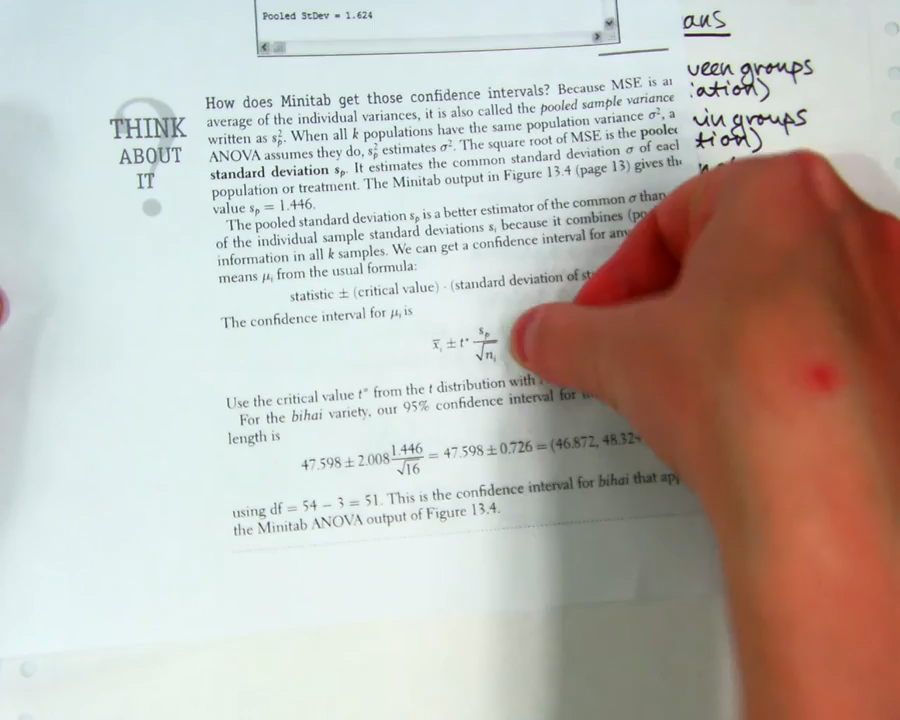 Pooled StDev = 1.624
ans
veen groups
iation)
in groups
tion)
THINK
ABOUT
IT
?
How does Minitab get those confidence intervals? Because MSE is
average of the individual variances, it is also called the pooled sample variance
written as s²ₚ. When all k populations have the same population variance σ², a
ANOVA assumes they do, s²ₚ estimates σ². The square root of MSE is the poole
standard deviation sₚ. It estimates the common standard deviation σ of eac
population or treatment. The Minitab output in Figure 13.4 (page 13) gives th
value sₚ = 1.446.
The pooled standard deviation sₚ is a better estimator of the common σ than
of the individual sample standard deviations sᵢ because it combines (po
information in all k samples. We can get a confidence interval for any
means μᵢ from the usual formula:
statistic ± (critical value) · (standard deviation of st
The confidence interval for μᵢ is
x̄ᵢ ± t* sₚ/√nᵢ
Use the critical value t* from the t distribution with
For the bihai variety, our 95% confidence interval for
length is
47.598 ± 2.008 1.446/√16 = 47.598 ± 0.726 = (46.872, 48.324
using df = 54 − 3 = 51. This is the confidence interval for bihai that ap
the Minitab ANOVA output of Figure 13.4.